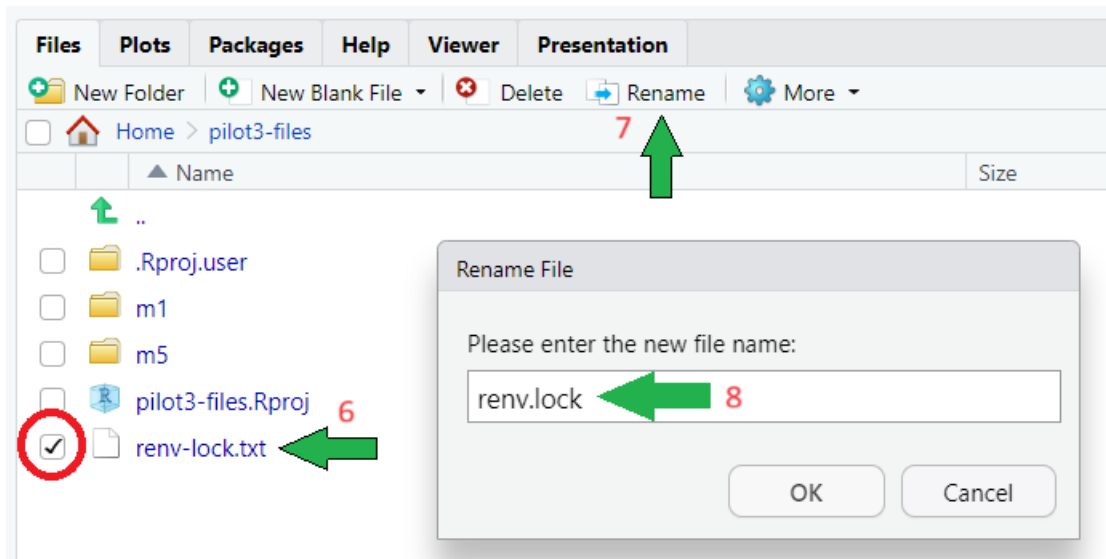 Files Plots Packages Help Viewer Presentation
New Folder New Blank File Delete Rename More
Home > pilot3-files
7
Name Size
..
.Rproj.user
m1
m5
pilot3-files.Rproj
6
renv-lock.txt
Rename File
Please enter the new file name:
renv.lock
8
OK Cancel